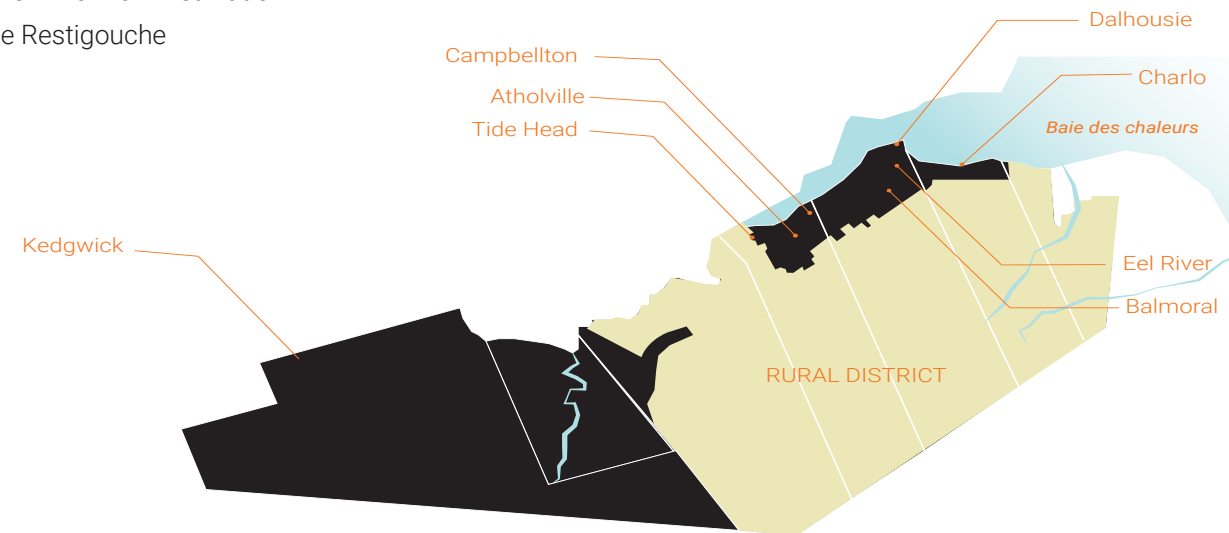 e Restigouche
Dalhousie
Campbellton
Charlo
Atholville
Baie des chaleurs
Tide Head
Kedgwick
Eel River
Balmoral
RURAL DISTRICT